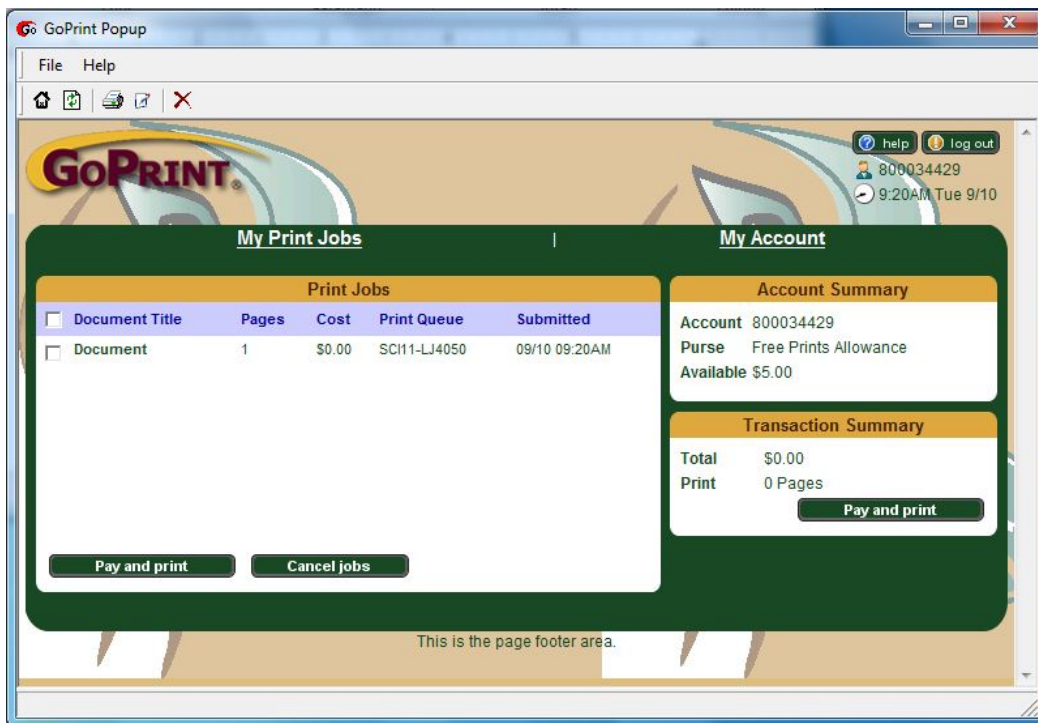 Go GoPrint Popup
File Help
GOPRINT®
help log out
800034429
9:20AM Tue 9/10
My Print Jobs | My Account
Print Jobs
Document Title Pages Cost Print Queue Submitted
Document 1 $0.00 SCI11-LJ4050 09/10 09:20AM
Pay and print Cancel jobs
Account Summary
Account 800034429
Purse Free Prints Allowance
Available $5.00
Transaction Summary
Total $0.00
Print 0 Pages
Pay and print
This is the page footer area.